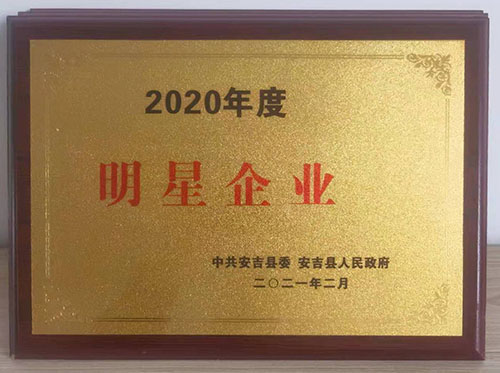 2020年度
明星企业
中共安吉县委 安吉县人民政府
二〇二一年二月